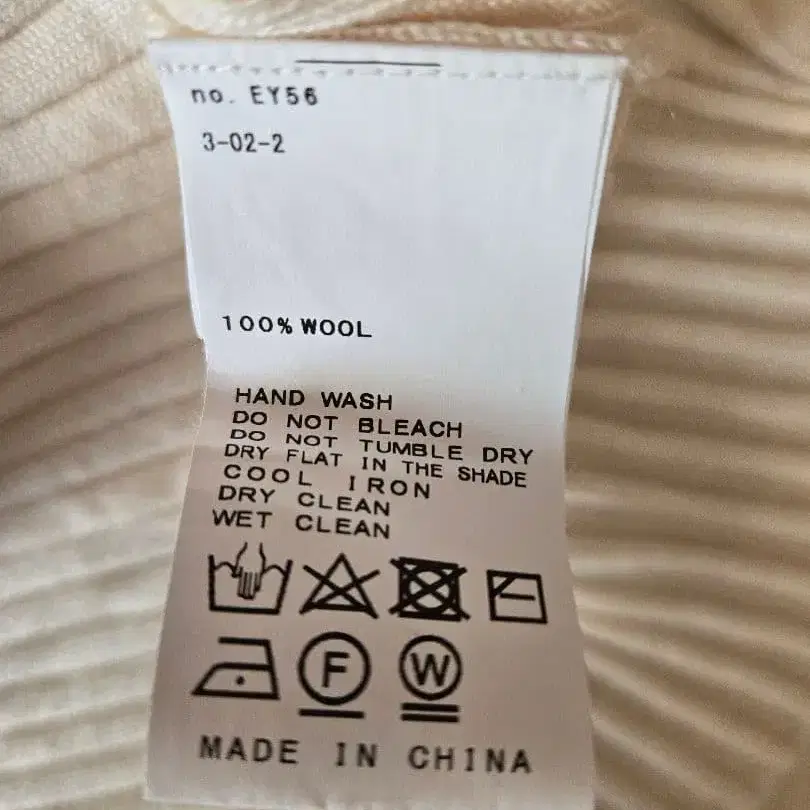 no. EY56
3-02-2
100% WOOL
HAND WASH
DO NOT BLEACH
DO NOT TUMBLE DRY
DRY FLAT IN THE SHADE
COOL IRON
DRY CLEAN
WET CLEAN
F W
MADE IN CHINA